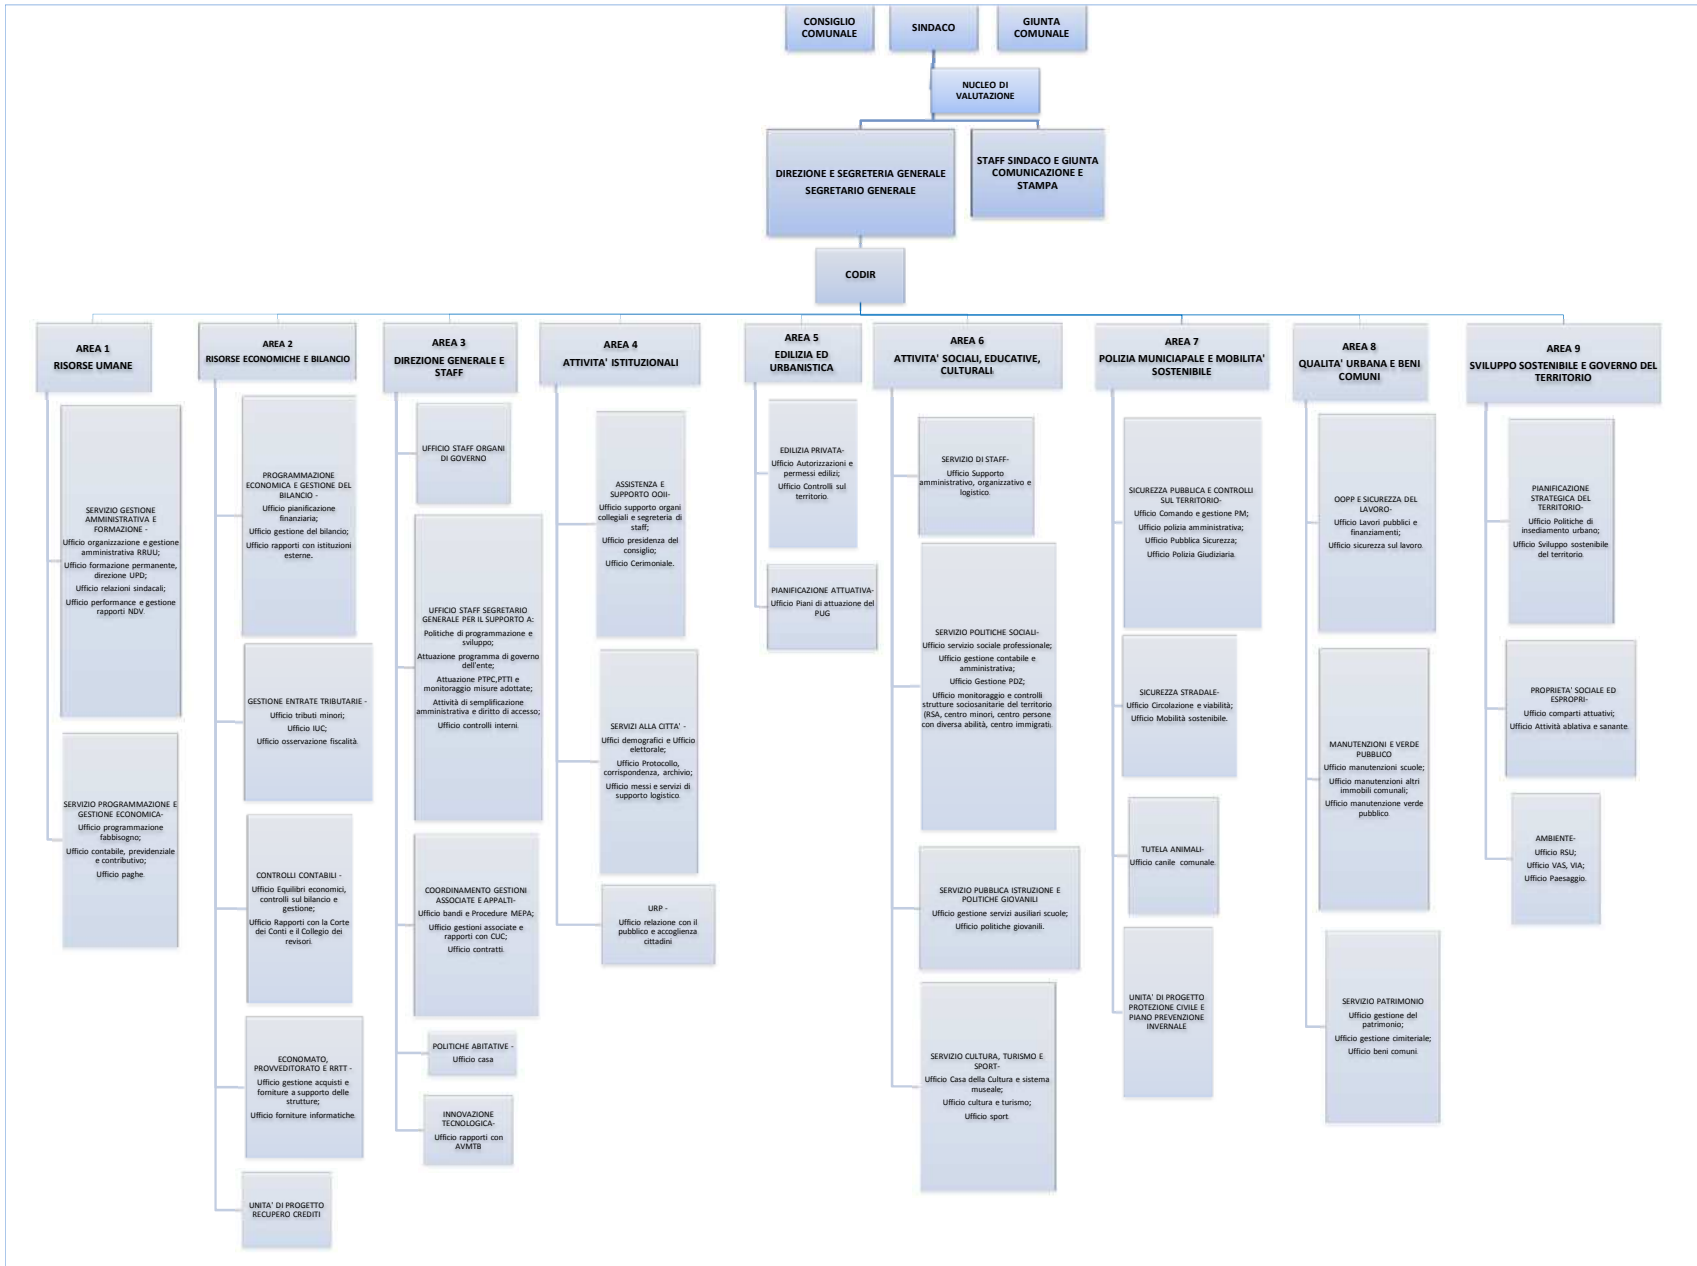 CONSIGLIO
COMUNALE
SINDACO
GIUNTA
COMUNALE
NUCLEO DI
VALUTAZIONE
DIREZIONE E SEGRETERIA GENERALE
SEGRETARIO GENERALE
STAFF SINDACO E GIUNTA
COMUNICAZIONE E
STAMPA
CODIR
AREA 1
RISORSE UMANE
SERVIZIO GESTIONE
AMMINISTRATIVA E
FORMAZIONE -
Ufficio organizzazione e gestione
amministrativa RRUU;
Ufficio formazione permanente,
direzione UPD;
Ufficio relazioni sindacali;
Ufficio performance e gestione
rapporti NDV
SERVIZIO PROGRAMMAZIONE E
GESTIONE ECONOMICA-
Ufficio programmazione
fabbisogno;
Ufficio contabile, previdenziale
e contributivo;
Ufficio paghe
AREA 2
RISORSE ECONOMICHE E BILANCIO
PROGRAMMAZIONE
ECONOMICA E GESTIONE DEL
BILANCIO -
Ufficio pianificazione
finanziaria;
Ufficio gestione del bilancio;
Ufficio rapporti con istituzioni
esterne.
GESTIONE ENTRATE TRIBUTARIE -
Ufficio tributi minori;
Ufficio IUC;
Ufficio osservazione fiscalità.
CONTROLLI CONTABILI -
Ufficio Equilibri economici,
controlli sul bilancio e
gestione;
Ufficio Rapporti con la Corte
dei Conti e il Collegio dei
revisori.
ECONOMATO,
PROVVEDITORATO E RRTT -
Ufficio gestione acquisti e
forniture a supporto delle
strutture;
Ufficio forniture informatiche
UNITA' DI PROGETTO
RECUPERO CREDITI
AREA 3
DIREZIONE GENERALE E
STAFF
UFFICIO STAFF ORGANI
DI GOVERNO
UFFICIO STAFF SEGRETARIO
GENERALE PER IL SUPPORTO A:
Politiche di programmazione e
sviluppo;
Attuazione programma di governo
dell'ente;
Attuazione PTPC,PTTI e
monitoraggio misure adottate;
Attività di semplificazione
amministrativa e diritto di accesso;
Ufficio controlli interni.
COORDINAMENTO GESTIONI
ASSOCIATE E APPALTI-
Ufficio bandi e Procedure MEPA;
Ufficio gestioni associate e
rapporti con CUC;
Ufficio contratti.
POLITICHE ABITATIVE -
Ufficio casa
INNOVAZIONE
TECNOLOGICA-
Ufficio rapporti con
AVMTB
AREA 4
ATTIVITA' ISTITUZIONALI
ASSISTENZA E
SUPPORTO OOII-
Ufficio supporto organi
collegiali e segreteria di
staff;
Ufficio presidenza del
consiglio;
Ufficio Cerimoniale.
SERVIZI ALLA CITTA' -
Uffici demografici e Ufficio
elettorale;
Ufficio Protocollo,
corrispondenza, archivio;
Ufficio messi e servizi di
supporto logistico.
URP -
Ufficio relazione con il
pubblico e accoglienza
cittadini
AREA 5
EDILIZIA ED
URBANISTICA
EDILIZIA PRIVATA-
Ufficio Autorizzazioni e
permessi edilizi;
Ufficio Controlli sul
territorio.
PIANIFICAZIONE ATTUATIVA-
Ufficio Piani di attuazione del
PUG
AREA 6
ATTIVITA' SOCIALI, EDUCATIVE,
CULTURALI
SERVIZIO DI STAFF-
Ufficio Supporto
amministrativo, organizzativo e
logistico.
SERVIZIO POLITICHE SOCIALI-
Ufficio servizio sociale professionale;
Ufficio gestione contabile e
amministrativa;
Ufficio Gestione PDZ;
Ufficio monitoraggio e controlli
strutture sociosanitarie del territorio
(RSA, centro minori, centro persone
con diversa abilità, centro immigrati.
SERVIZIO PUBBLICA ISTRUZIONE E
POLITICHE GIOVANILI
Ufficio gestione servizi ausiliari scuole;
Ufficio politiche giovanili.
SERVIZIO CULTURA, TURISMO E
SPORT-
Ufficio Casa della Cultura e sistema
museale;
Ufficio cultura e turismo;
Ufficio sport
AREA 7
POLIZIA MUNICIAPALE E MOBILITA'
SOSTENIBILE
SICUREZZA PUBBLICA E CONTROLLI
SUL TERRITORIO-
Ufficio Comando e gestione PM;
Ufficio polizia amministrativa;
Ufficio Pubblica Sicurezza;
Ufficio Polizia Giudiziaria.
SICUREZZA STRADALE-
Ufficio Circolazione e viabilità;
Ufficio Mobilità sostenibile.
TUTELA ANIMALI-
Ufficio canile comunale
UNITA' DI PROGETTO
PROTEZIONE CIVILE E
PIANO PREVENZIONE
INVERNALE
AREA 8
QUALITA' URBANA E BENI
COMUNI
OOPP E SICUREZZA DEL
LAVORO-
Ufficio Lavori pubblici e
finanziamenti;
Ufficio sicurezza sul lavoro.
MANUTENZIONI E VERDE
PUBBLICO
Ufficio manutenzioni scuole;
Ufficio manutenzioni altri
immobili comunali;
Ufficio manutenzione verde
pubblico.
SERVIZIO PATRIMONIO
Ufficio gestione del
patrimonio;
Ufficio gestione cimiteriale;
Ufficio beni comuni.
AREA 9
SVILUPPO SOSTENIBILE E GOVERNO DEL
TERRITORIO
PIANIFICAZIONE
STRATEGICA DEL
TERRITORIO-
Ufficio Politiche di
insediamento urbano;
Ufficio Sviluppo sostenibile
del territorio.
PROPRIETA' SOCIALE ED
ESPROPRI-
Ufficio comparti attuativi;
Ufficio Attività ablativa e sanante.
AMBIENTE-
Ufficio RSU;
Ufficio VAS, VIA;
Ufficio Paesaggio.